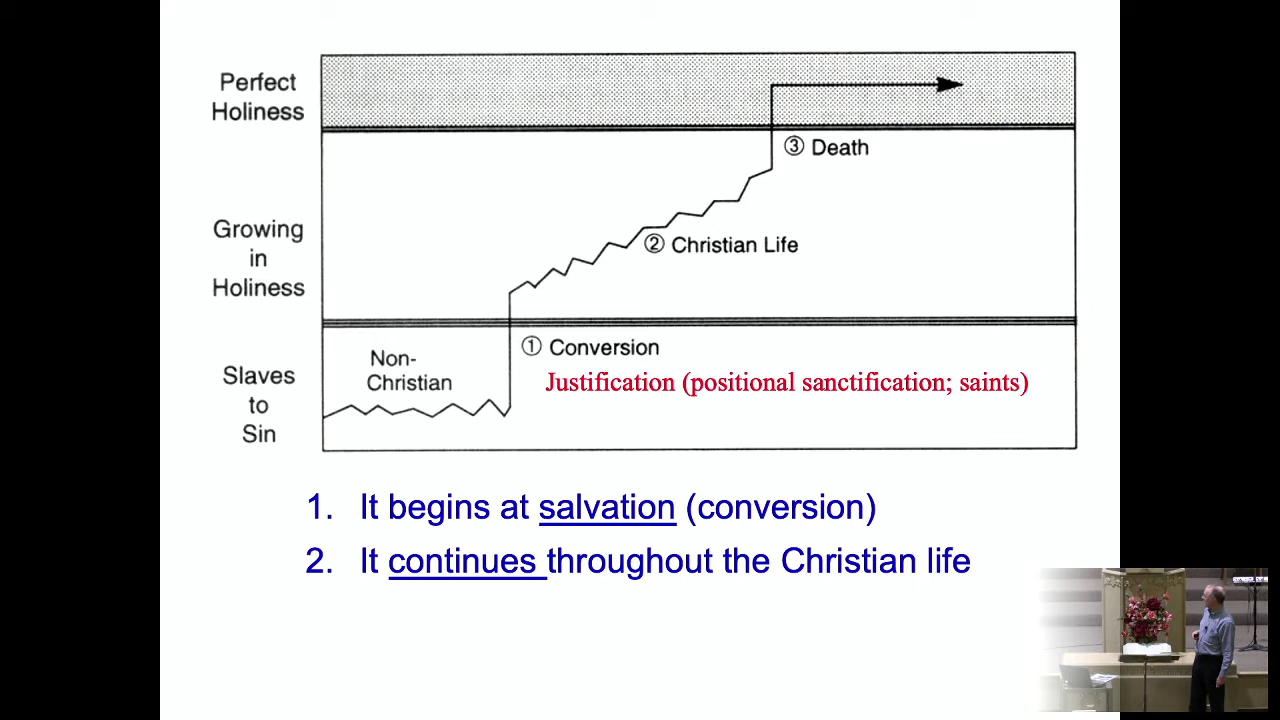 Perfect
Holiness
③ Death
Growing
in
Holiness
② Christian Life
① Conversion
Non-
Christian
Justification (positional sanctification; saints)
Slaves
to
Sin
1. It begins at salvation (conversion)
2. It continues throughout the Christian life